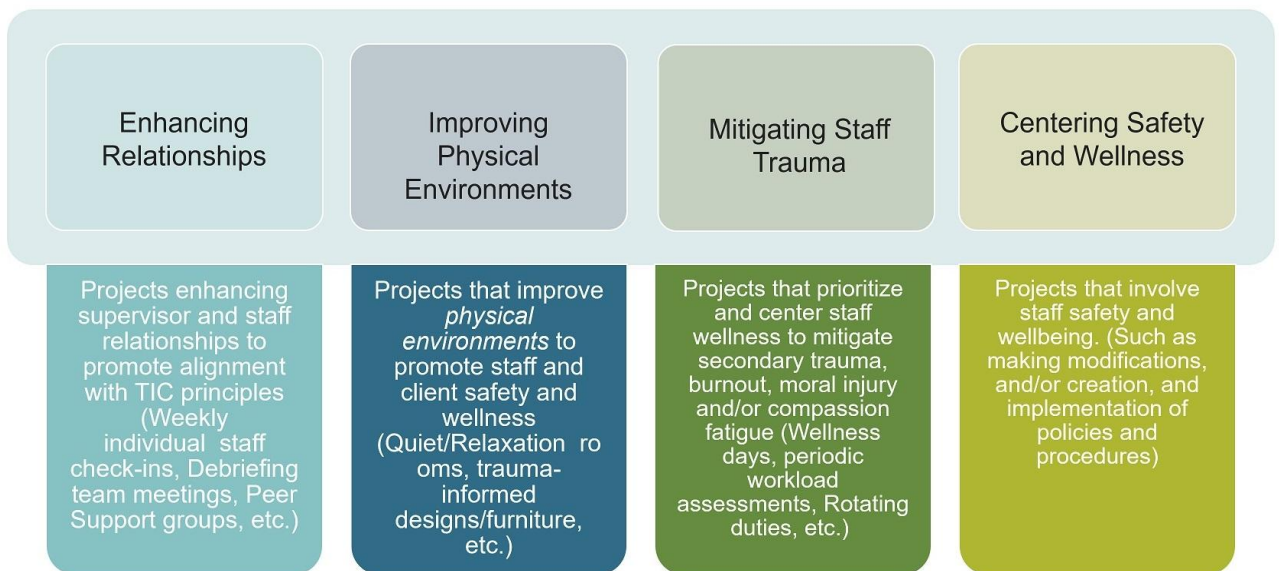 Enhancing
Relationships
Improving
Physical
Environments
Mitigating Staff
Trauma
Centering Safety
and Wellness
Projects enhancing
supervisor and staff
relationships to
promote alignment
with TIC principles
(Weekly
individual  staff
check-ins, Debriefing
team meetings, Peer
Support groups, etc.)
Projects that improve
physical
environments to
promote staff and
client safety and
wellness
(Quiet/Relaxation  ro
oms, trauma-
informed
designs/furniture,
etc.)
Projects that prioritize
and center staff
wellness to mitigate
secondary trauma,
burnout, moral injury
and/or compassion
fatigue (Wellness
days, periodic
workload
assessments, Rotating
duties, etc.)
Projects that involve
staff safety and
wellbeing. (Such as
making modifications,
and/or creation, and
implementation of
policies and
procedures)